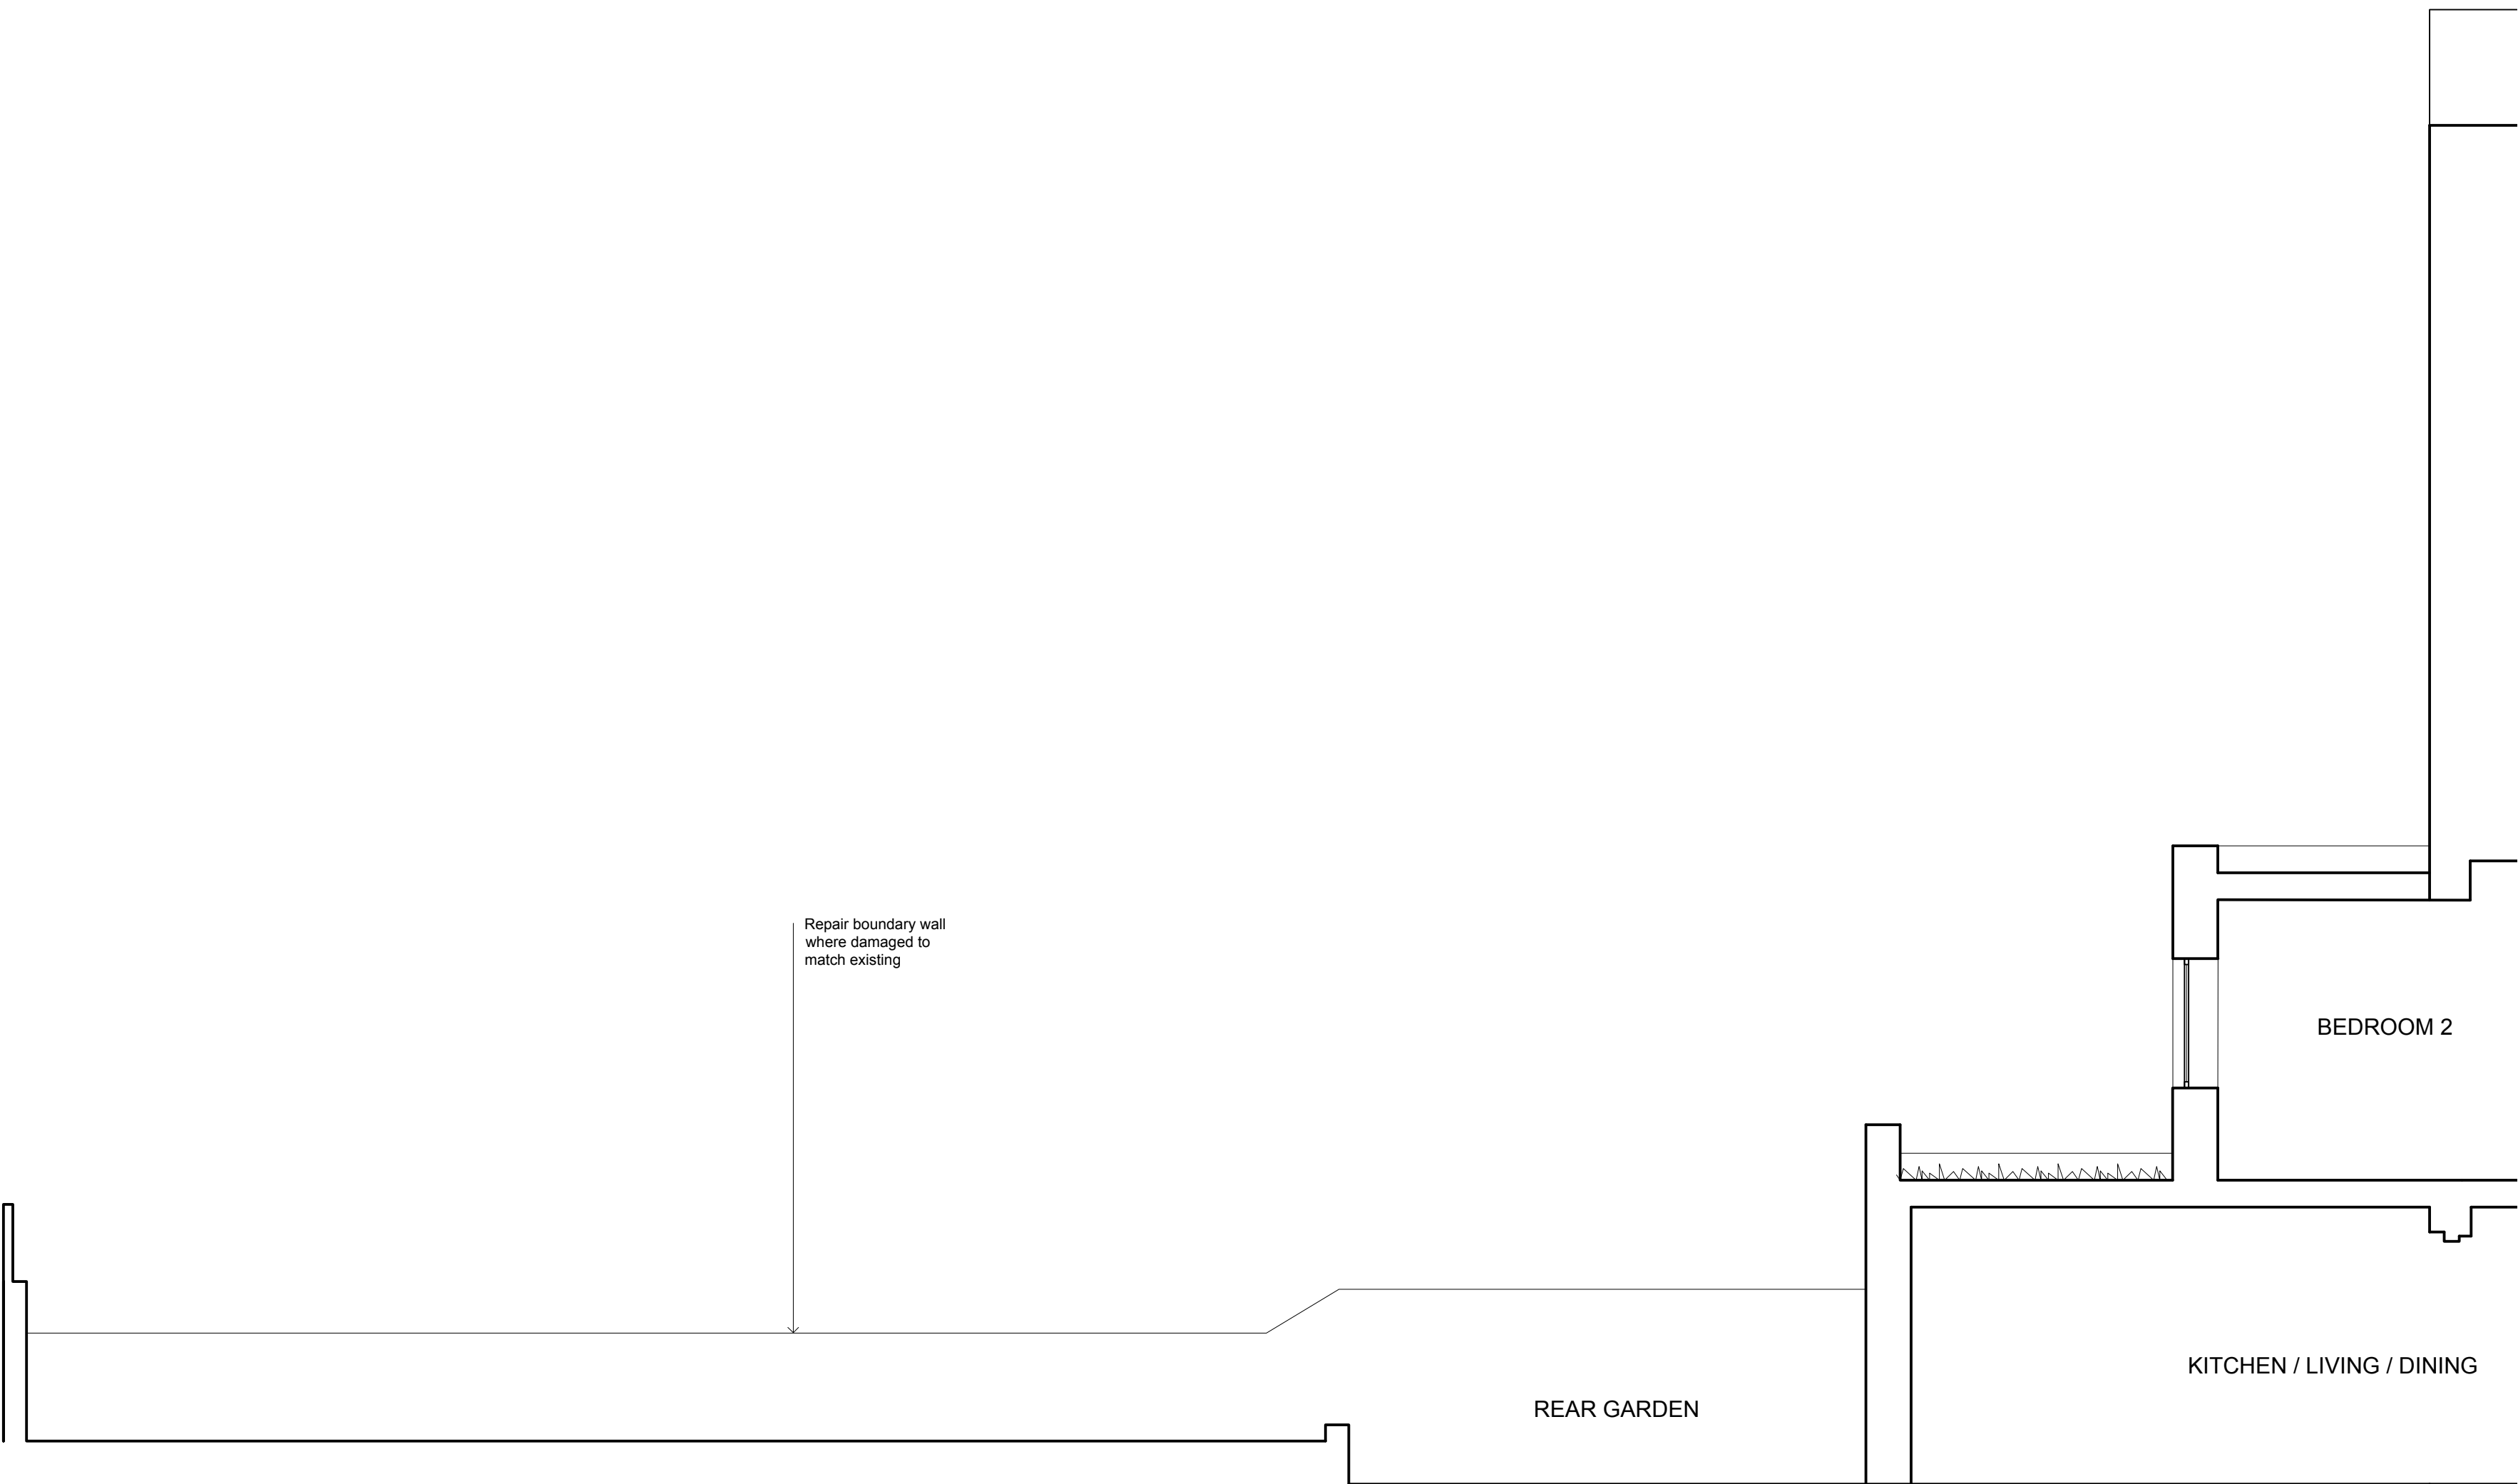 Repair boundary wall
where damaged to
match existing
BEDROOM 2
KITCHEN / LIVING / DINING
REAR GARDEN